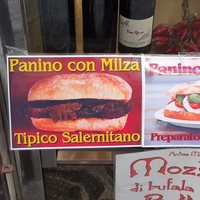 Panino con Milza
Tipico Salernitano
Panino
Preparato
Mozz
di bufala